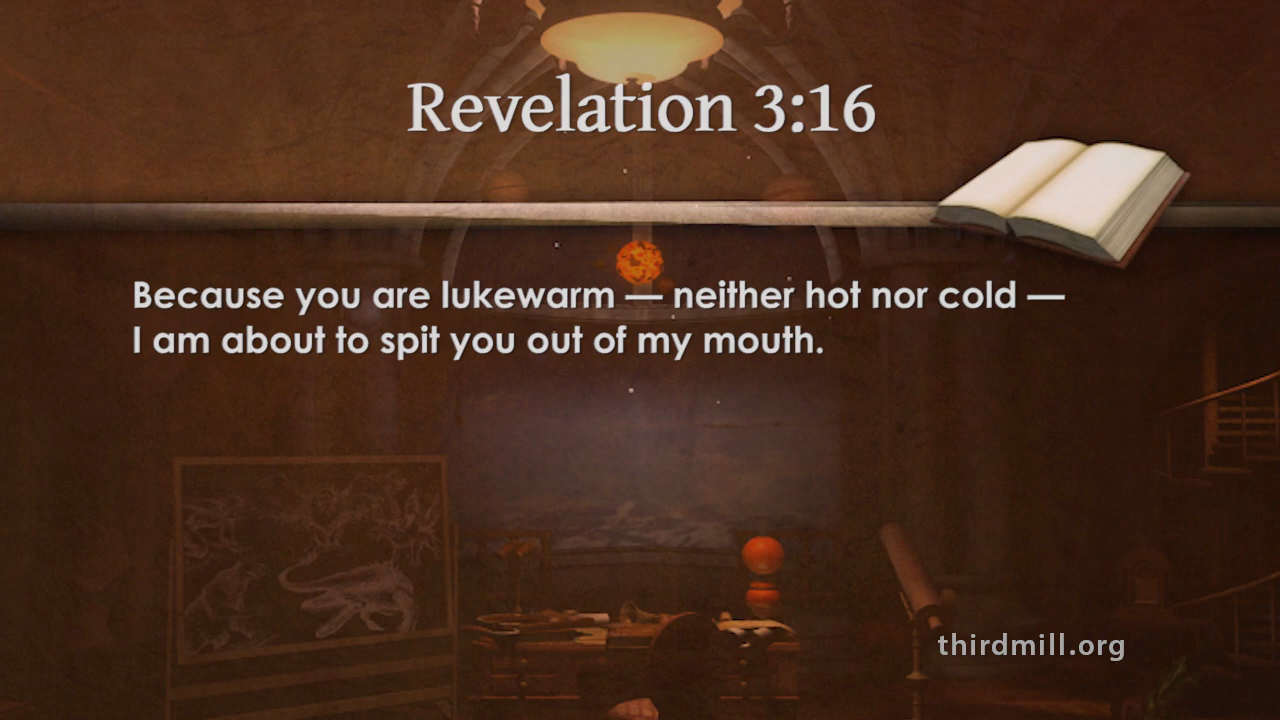 Revelation 3:16
Because you are lukewarm — neither hot nor cold —
I am about to spit you out of my mouth.
thirdmill.org